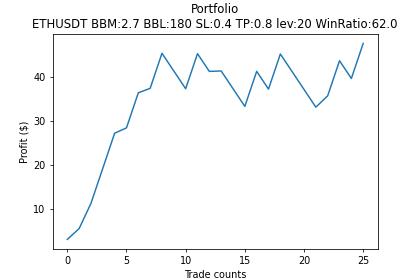 Portfolio
ETHUSDT BBM:2.7 BBL:180 SL:0.4 TP:0.8 lev:20 WinRatio:62.0
Profit ($)
40
30
20
10
0 5 10 15 20 25
Trade counts